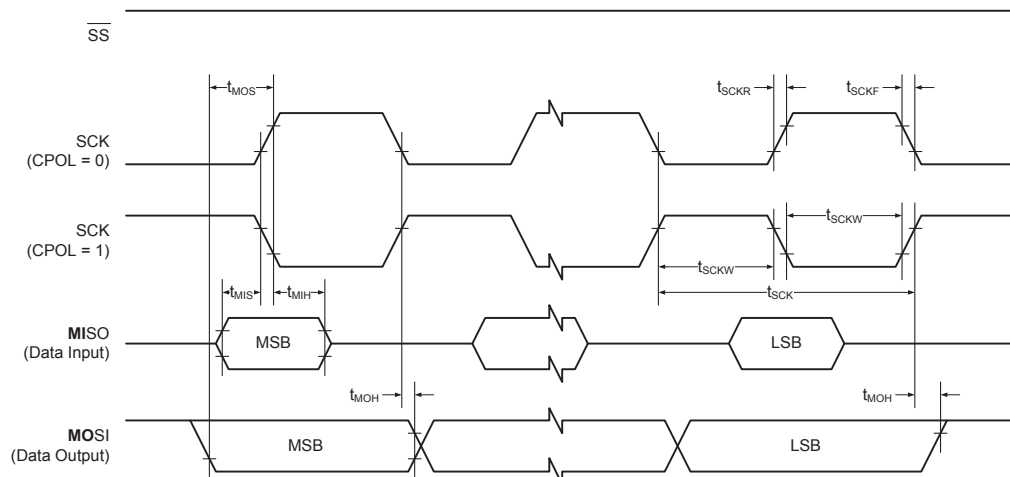 SS
tMOS
tSCKR
tSCKF
SCK
(CPOL = 0)
SCK
(CPOL = 1)
tSCKW
tSCKW
tSCK
tMIS
tMIH
MISO
(Data Input)
MSB
LSB
tMOH
tMOH
MOSI
(Data Output)
MSB
LSB